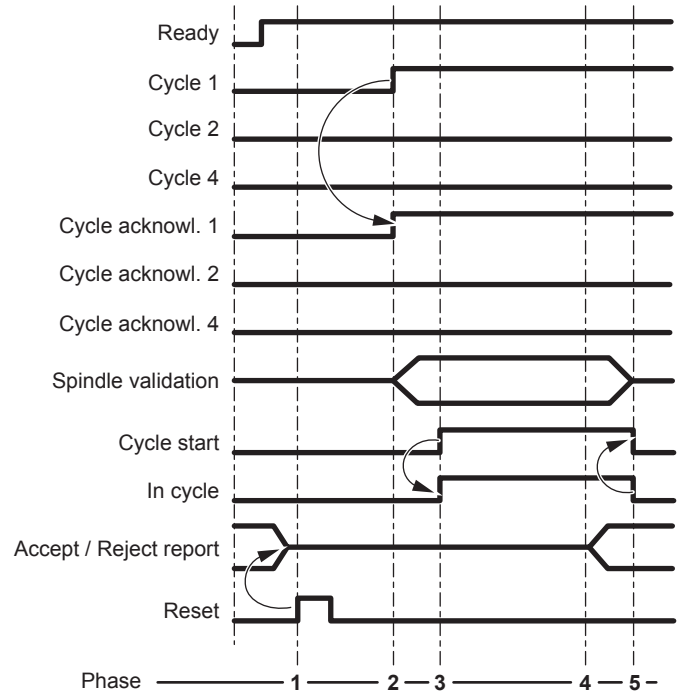 Ready
Cycle 1
Cycle 2
Cycle 4
Cycle acknowl. 1
Cycle acknowl. 2
Cycle acknowl. 4
Spindle validation
Cycle start
In cycle
Accept / Reject report
Reset
Phase 1 2 3 4 5